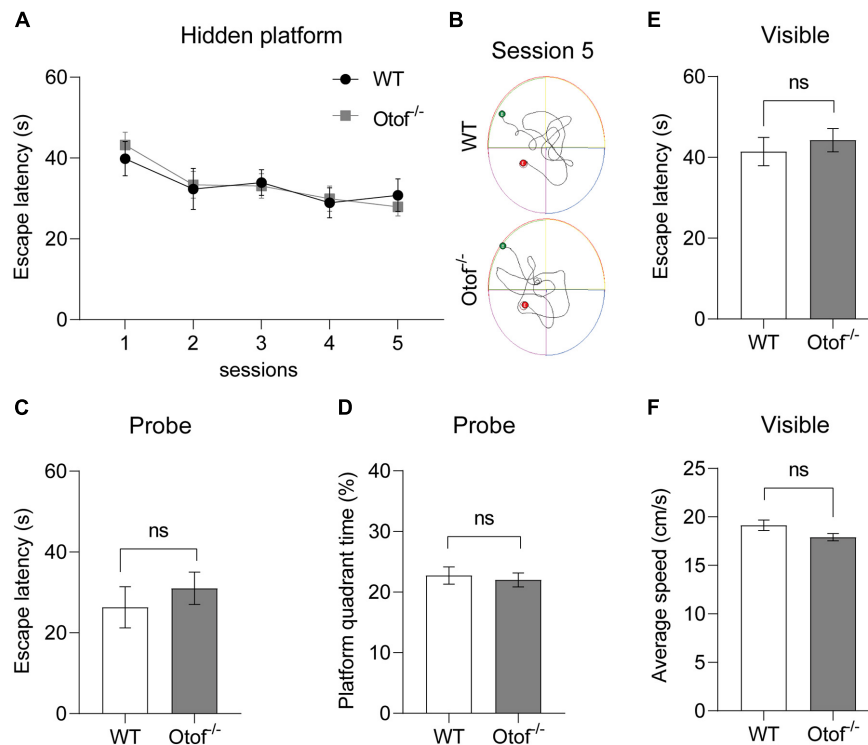 A
Hidden platform
Escape latency (s)
60
40
20
0
1 2 3 4 5
sessions
WT
Otof-/-
B
Session 5
WT
Otof-/-
E
Visible
Escape latency (s)
60
40
20
0
ns
WT Otof-/-
C
Probe
Escape latency (s)
60
40
20
0
ns
WT Otof-/-
D
Probe
Platform quadrant time (%)
40
30
20
10
0
ns
WT Otof-/-
F
Visible
Average speed (cm/s)
25
20
15
10
5
0
ns
WT Otof-/-